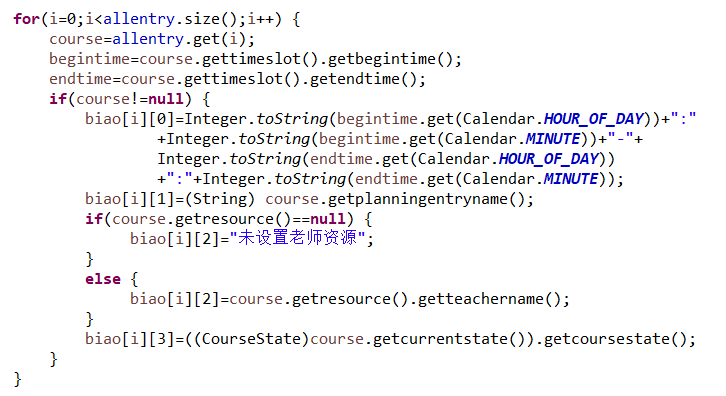 for(i=0;i<allentry.size();i++) {
    course=allentry.get(i);
    begintime=course.gettimeslot().getbegintime();
    endtime=course.gettimeslot().getendtime();
    if(course!=null) {
        biao[i][0]=Integer.toString(begintime.get(Calendar.HOUR_OF_DAY))+":"
                +Integer.toString(begintime.get(Calendar.MINUTE))+"-"+
                Integer.toString(endtime.get(Calendar.HOUR_OF_DAY))
                +":"+Integer.toString(endtime.get(Calendar.MINUTE));
        biao[i][1]=(String) course.getplanningentryname();
        if(course.getresource()==null) {
             biao[i][2]="未设置老师资源";
        }
        else {
             biao[i][2]=course.getresource().getteachername();
        }
        biao[i][3]=((CourseState)course.getcurrentstate()).getcoursestate();
    }
}